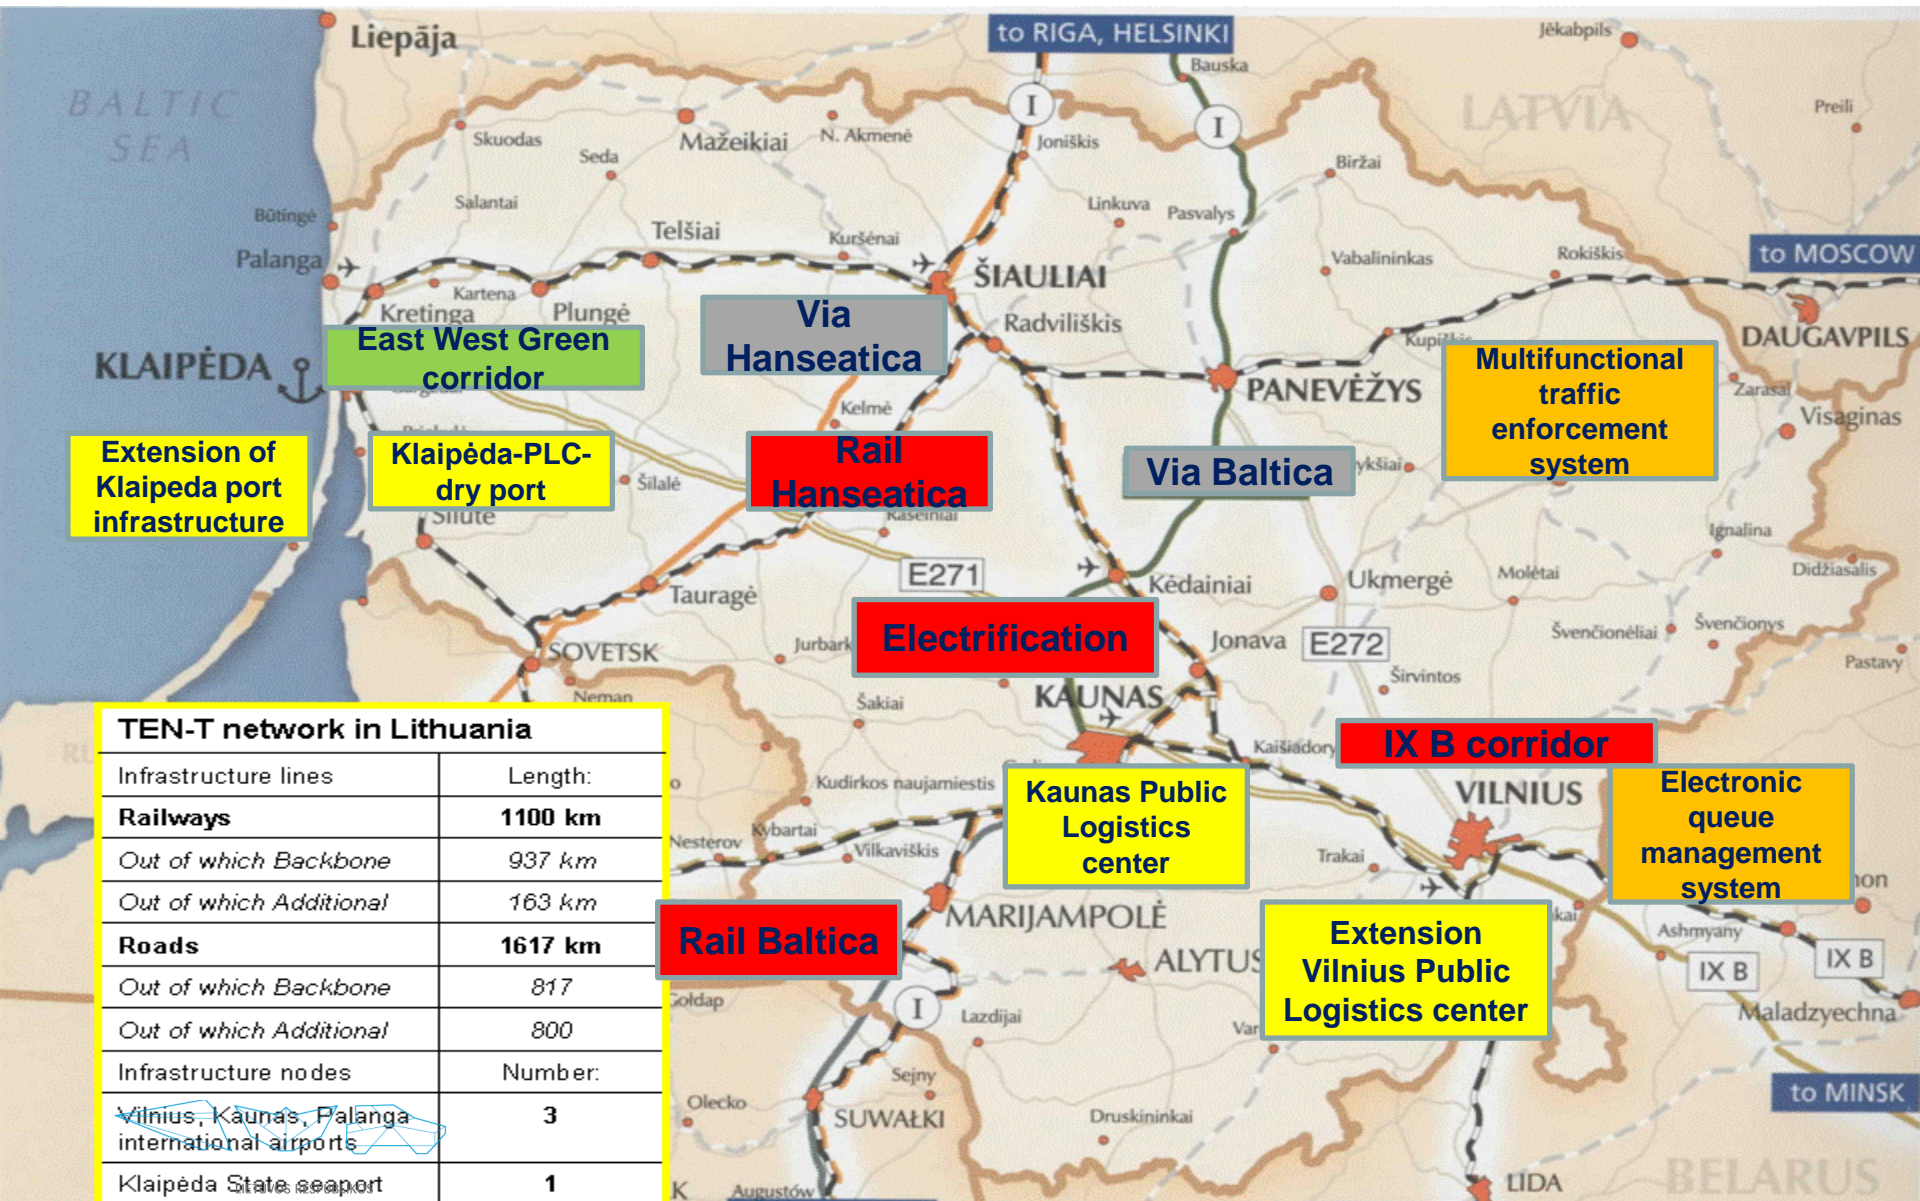 Liepāja
to RIGA, HELSINKI
Jēkabpils
Bauska
BALTIC
SEA
LATVIA
Preili
I
I
Skuodas
Mažeikiai
N. Akmenė
Joniškis
Seda
Biržai
Salantai
Linkuva
Pasvalys
Būtingė
Telšiai
Kuršėnai
Palanga
Vabalininkas
Rokiškis
to MOSCOW
ŠIAULIAI
Kartena
Kretinga
Plungė
Radviliškis
DAUGAVPILS
KLAIPĖDA
East West Green
corridor
Via
Hanseatica
Multifunctional
traffic
enforcement
system
PANEVĖŽYS
Zarasai
Visaginas
Kelmė
Extension of
Klaipeda port
infrastructure
Klaipėda-PLC-
dry port
Šilalė
Rail
Hanseatica
Via Baltica
Šilutė
Raseiniai
Ignalina
E271
Kėdainiai
Ukmergė
Molėtai
Didžiasalis
Tauragė
Electrification
Jonava
E272
Švenčionėliai
Švenčionys
SOVETSK
Pastavy
Širvintos
Neman
Šakiai
KAUNAS
TEN-T network in Lithuania
Infrastructure lines Length:
Railways 1100 km
Out of which Backbone 937 km
Out of which Additional 163 km
Roads 1617 km
Out of which Backbone 817
Out of which Additional 800
Infrastructure nodes Number:
Vilnius, Kaunas, Palanga
international airports 3
Klaipėda State seaport 1
LIETUVOS RESPUBLIKOS
IX B corridor
Kudirkos naujamiestis
Kaunas Public
Logistics
center
VILNIUS
Electronic
queue
management
system
Nesterov
Kybartai
Vilkaviškis
Trakai
Rail Baltica
MARIJAMPOLĖ
ALYTUS
Extension
Vilnius Public
Logistics center
Ashmyany
IX B
IX B
Gołdap
I
Lazdijai
Maladzyechna
Sejny
Olecko
SUWAŁKI
Druskininkai
to MINSK
Augustów
LIDA
BELARUS